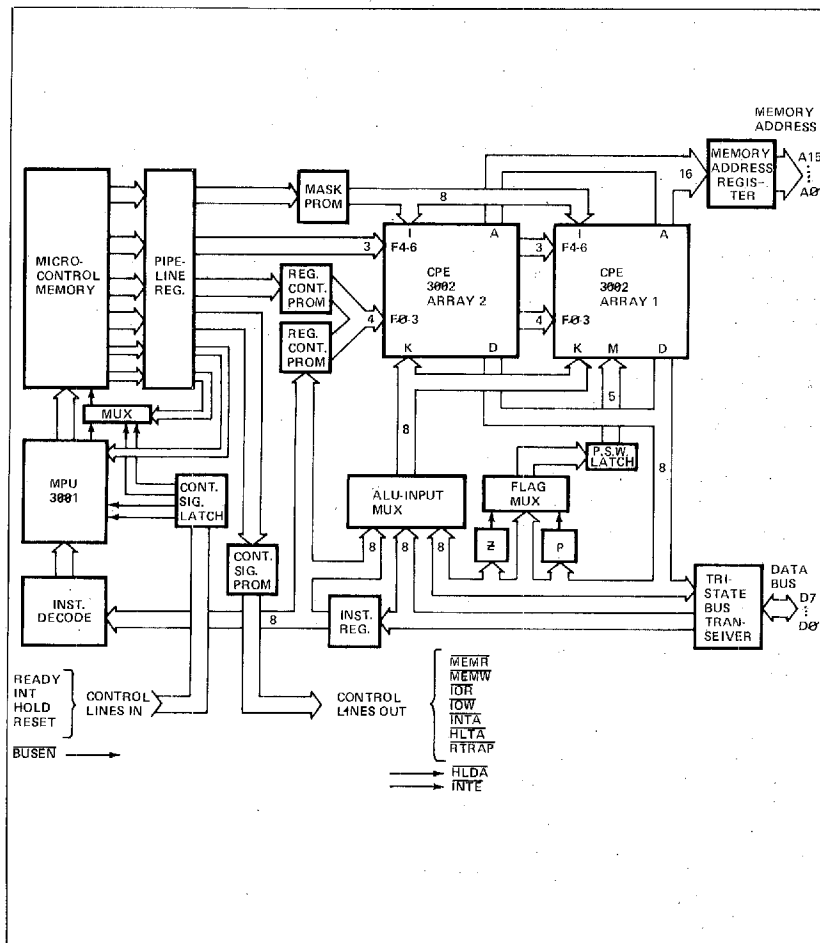 MEMORY
ADDRESS
A15
A0
MEMORY
ADDRESS
REGIS-
TER
16
MASK
PROM
8
MICRO-
CONTROL
MEMORY
PIPE-
LINE
REG.
I
A
F4-6
3
CPE
3002
ARRAY 2
F0-3
4
K
D
3
F4-6
I
A
CPE
3002
ARRAY 1
4
F0-3
K
M
D
REG.
CONT.
PROM
REG.
CONT.
PROM
MUX
MPU
3001
CONT.
SIG.
LATCH
8
5
P.S.W.
LATCH
8
ALU-INPUT
MUX
FLAG
MUX
8
8
8
Z
P
CONT.
SIG.
PROM
INST.
DECODE
8
INST.
REG.
TRI-
STATE
BUS
TRAN-
SEIVER
DATA
BUS
D7
D0
READY
INT
HOLD
RESET
CONTROL
LINES IN
BUSEN
CONTROL
LINES OUT
MEMR
MEMW
IOR
IOW
INTA
HLTA
RTRAP
HLDA
INTE